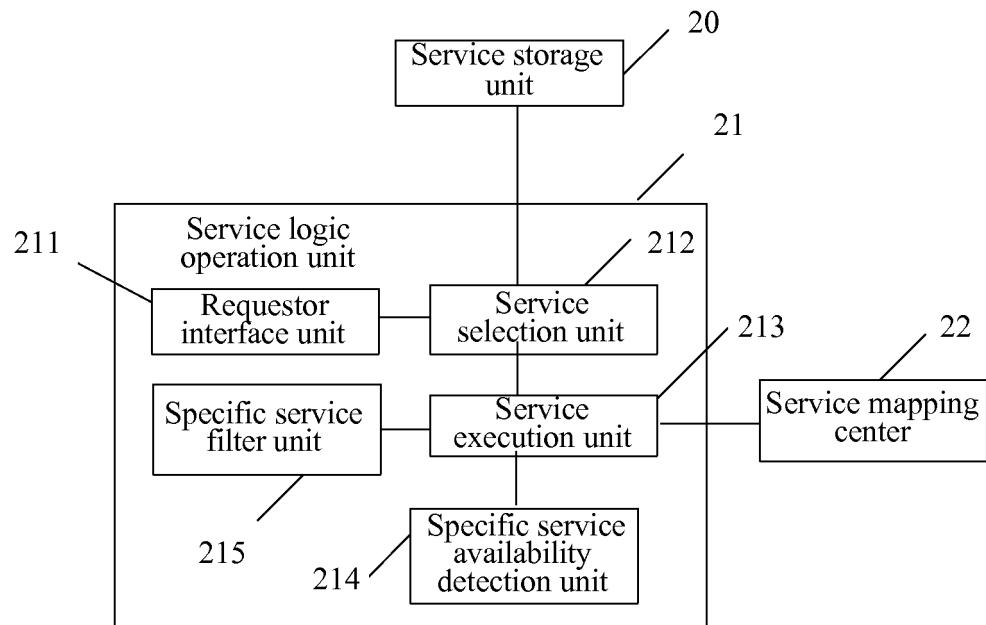 20
Service storage
unit
21
Service logic
operation unit
211
212
Requestor
interface unit
Service
selection unit
213
22
Specific service
filter unit
Service
execution unit
Service mapping
center
215
214
Specific service
availability
detection unit